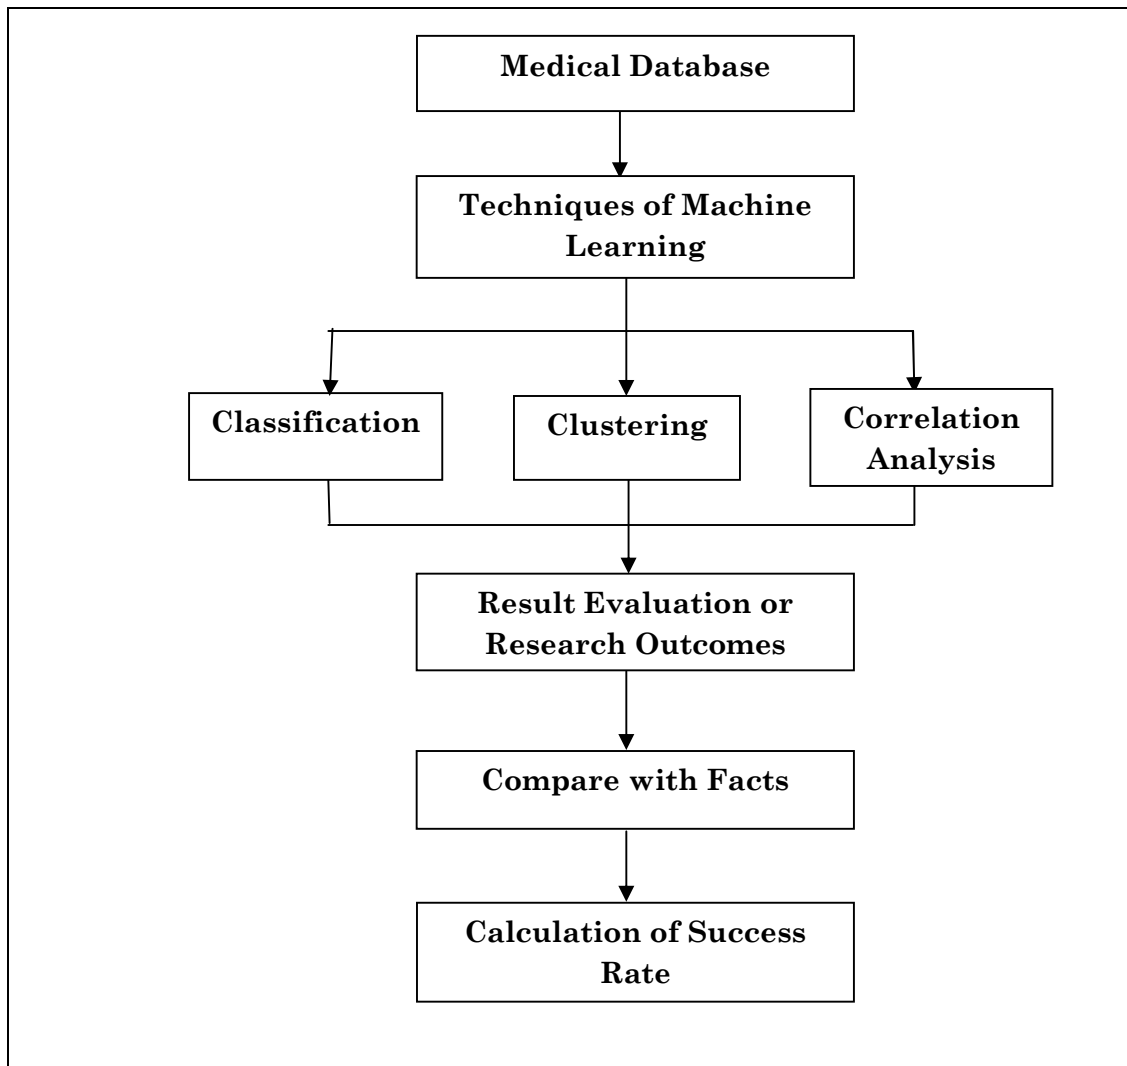 Medical Database
Techniques of Machine
Learning
Classification
Clustering
Correlation
Analysis
Result Evaluation or
Research Outcomes
Compare with Facts
Calculation of Success
Rate